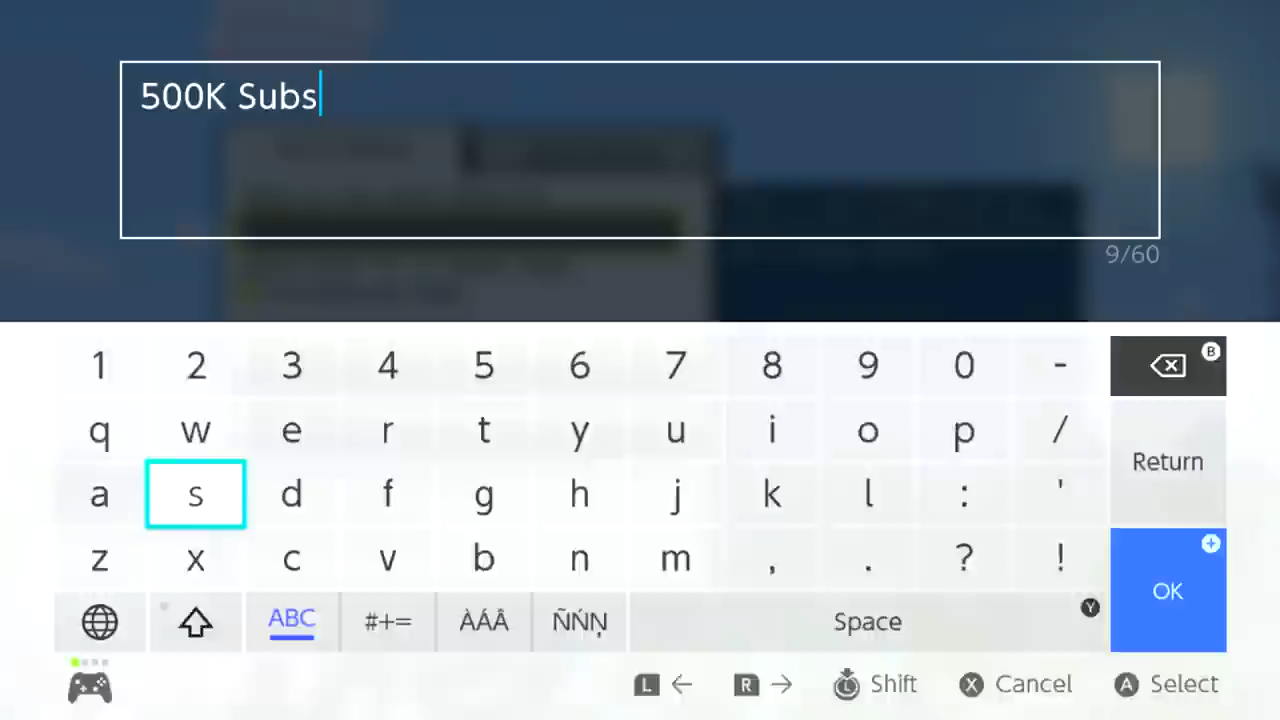 500K Subs
9/60
1 2 3 4 5 6 7 8 9 0 - B
q w e r t y u i o p / Return
a s d f g h j k l : '
z x c v b n m , . ? ! OK
ABC #+= ÀÁÂ ÑŃŅ Space Y
L ← R → L Shift X Cancel A Select